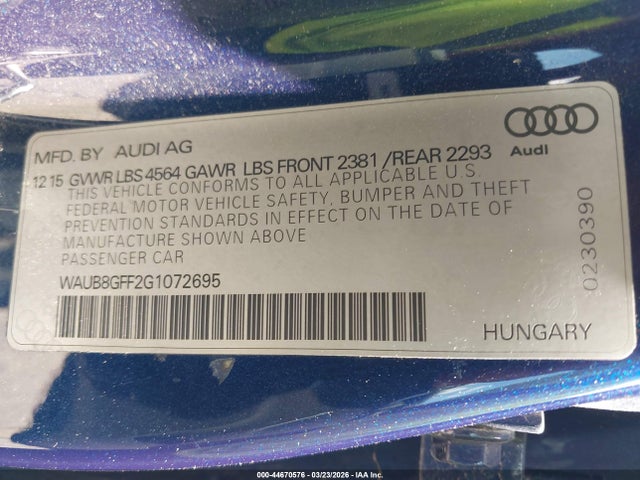 MFD. BY AUDI AG
12 15 GVWR LBS 4564 GAWR LBS FRONT 2381 /REAR 2293
Audi
THIS VEHICLE CONFORMS TO ALL APPLICABLE U.S.
FEDERAL MOTOR VEHICLE SAFETY, BUMPER AND THEFT
PREVENTION STANDARDS IN EFFECT ON THE DATE OF
MANUFACTURE SHOWN ABOVE
PASSENGER CAR
WAUB8GFF2G1072695
0230390
HUNGARY
000-44670576 | 03/23/2026 | IAA Inc.